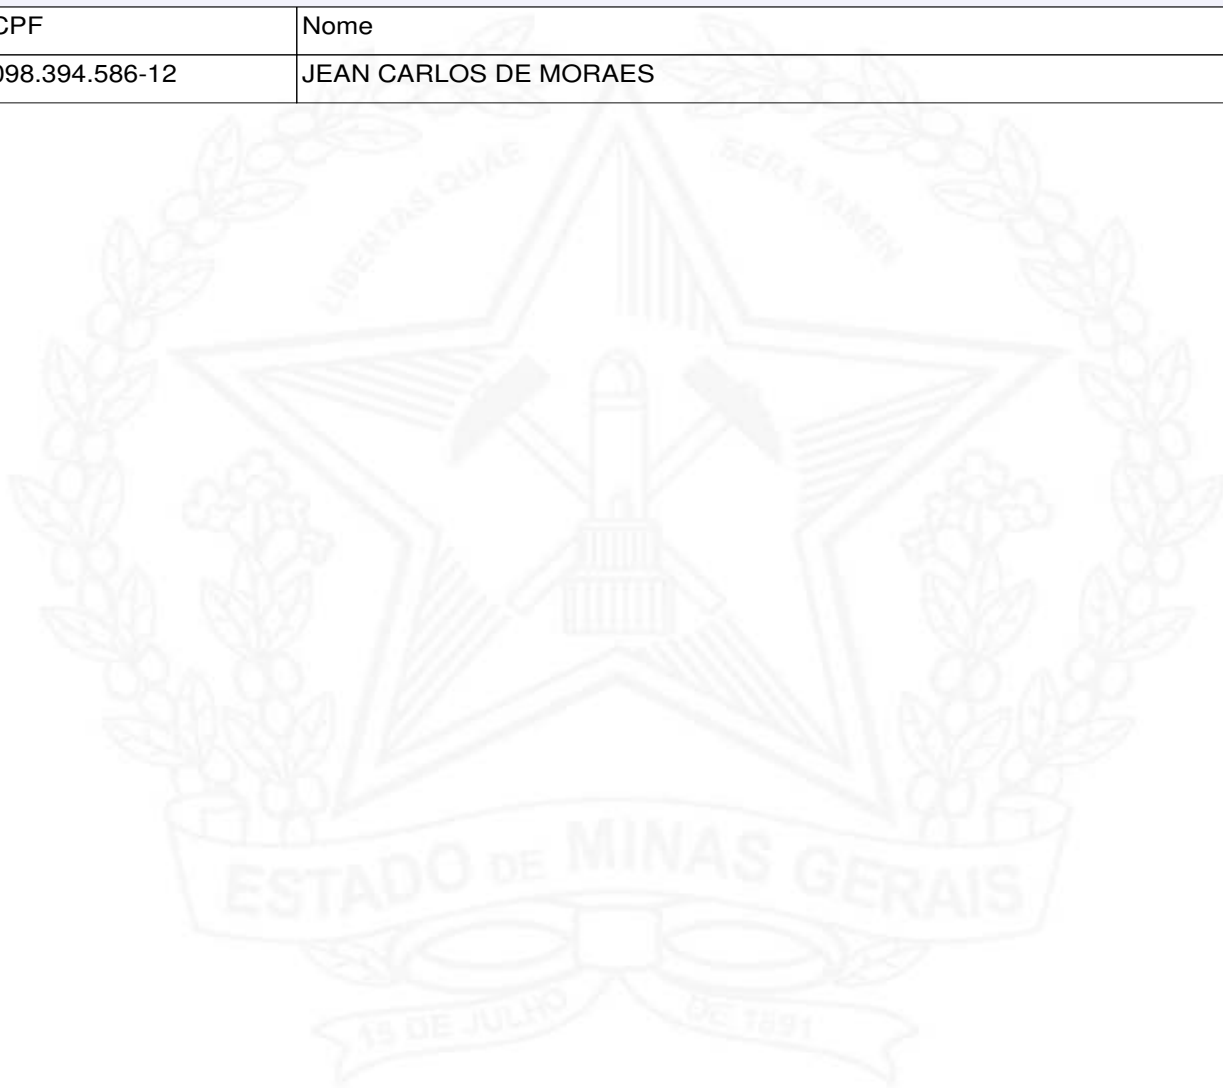 CPF Nome
098.394.586-12 JEAN CARLOS DE MORAES
LIBERTAS QUAE SERA TAMEN
ESTADO DE MINAS GERAIS
15 DE JULHO DE 1891